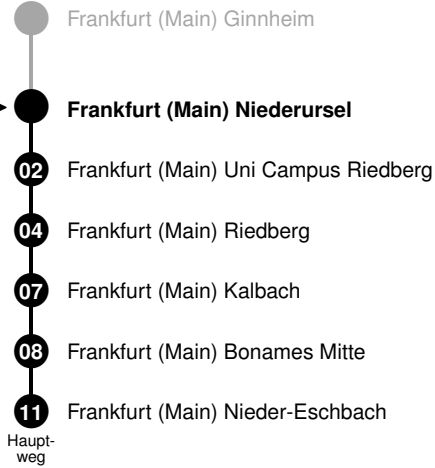 Frankfurt (Main) Ginnheim
Frankfurt (Main) Niederursel
02 Frankfurt (Main) Uni Campus Riedberg
04 Frankfurt (Main) Riedberg
07 Frankfurt (Main) Kalbach
08 Frankfurt (Main) Bonames Mitte
11 Frankfurt (Main) Nieder-Eschbach
Haupt-
weg